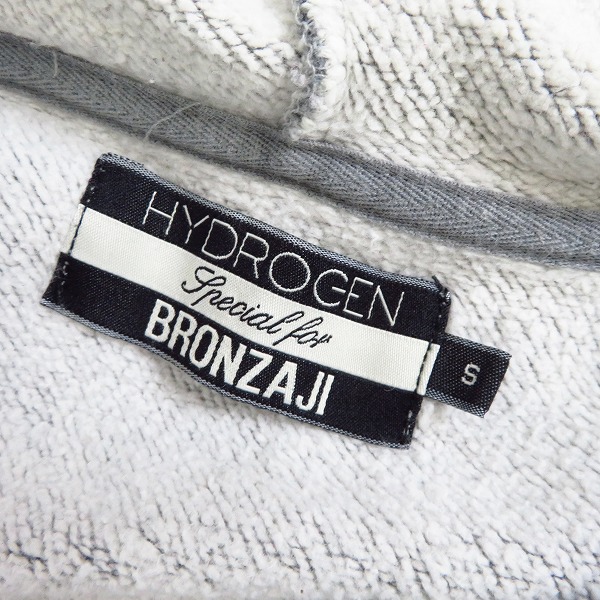 HYDROGEN
Special for
BRONZAJI
S